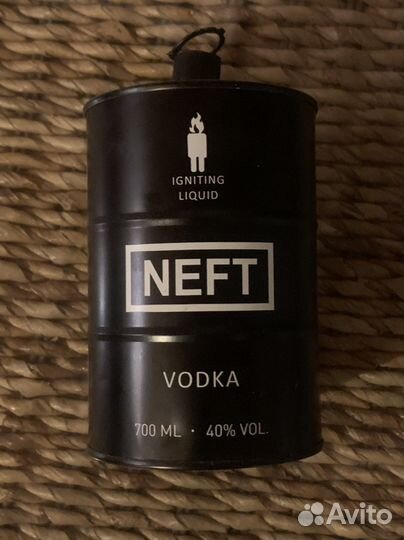 IGNITING
LIQUID
NEFT
VODKA
700 ML · 40% VOL.
Avito